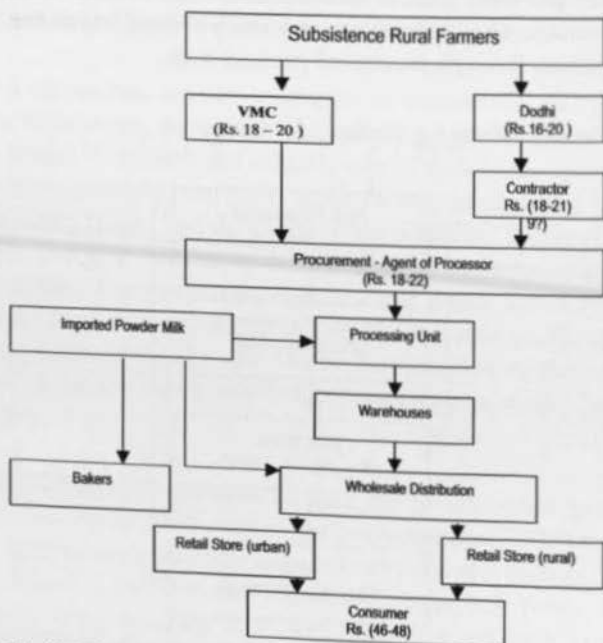 Subsistence Rural Farmers
VMC
(Rs. 18 – 20 )
Dodhi
(Rs.16-20 )
Contractor
Rs. (18-21)
9?)
Procurement - Agent of Processor
(Rs. 18-22)
Imported Powder Milk
Processing Unit
Warehouses
Bakers
Wholesale Distribution
Retail Store (urban)
Retail Store (rural)
Consumer
Rs. (46-48)